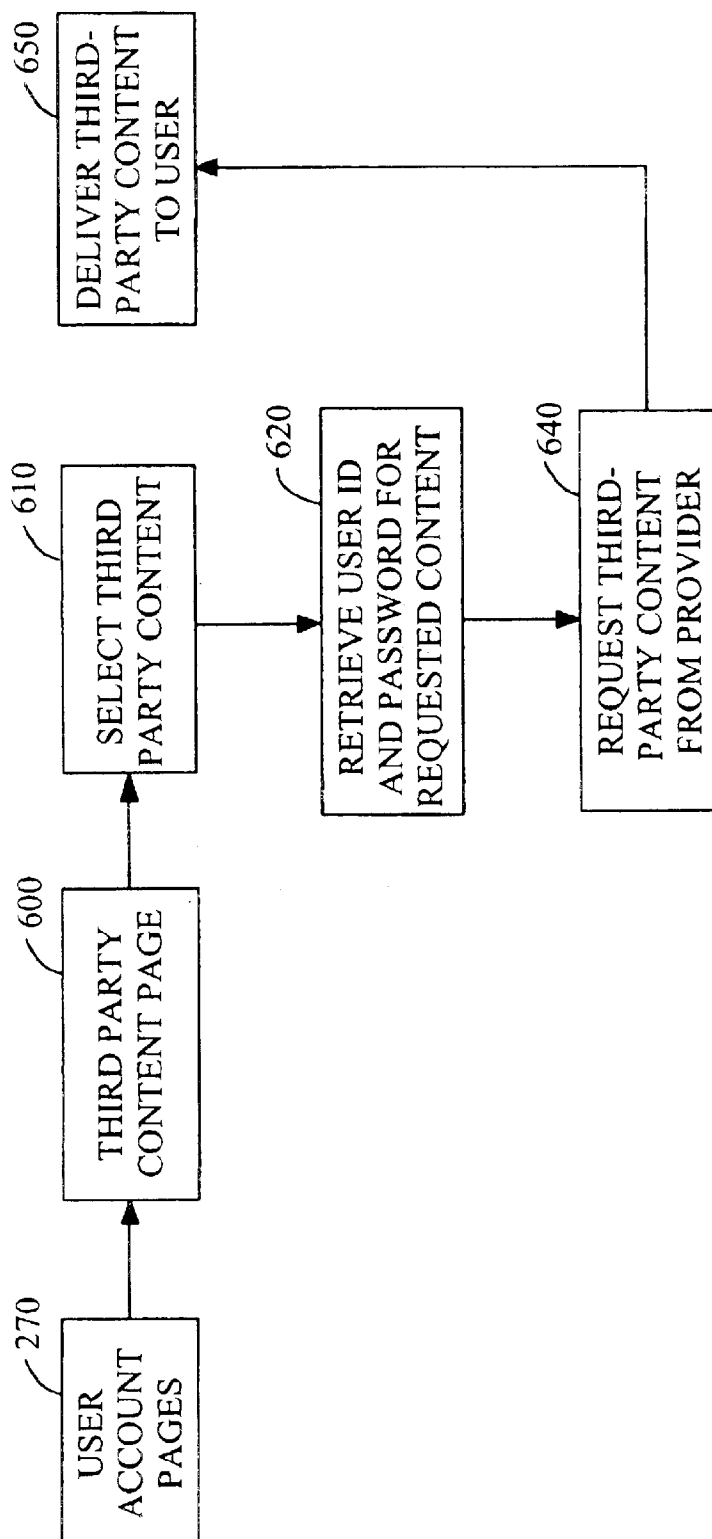 270
USER
ACCOUNT
PAGES
600
THIRD PARTY
CONTENT PAGE
610
SELECT THIRD
PARTY CONTENT
620
RETRIEVE USER ID
AND PASSWORD FOR
REQUESTED CONTENT
640
REQUEST THIRD-
PARTY CONTENT
FROM PROVIDER
650
DELIVER THIRD-
PARTY CONTENT
TO USER